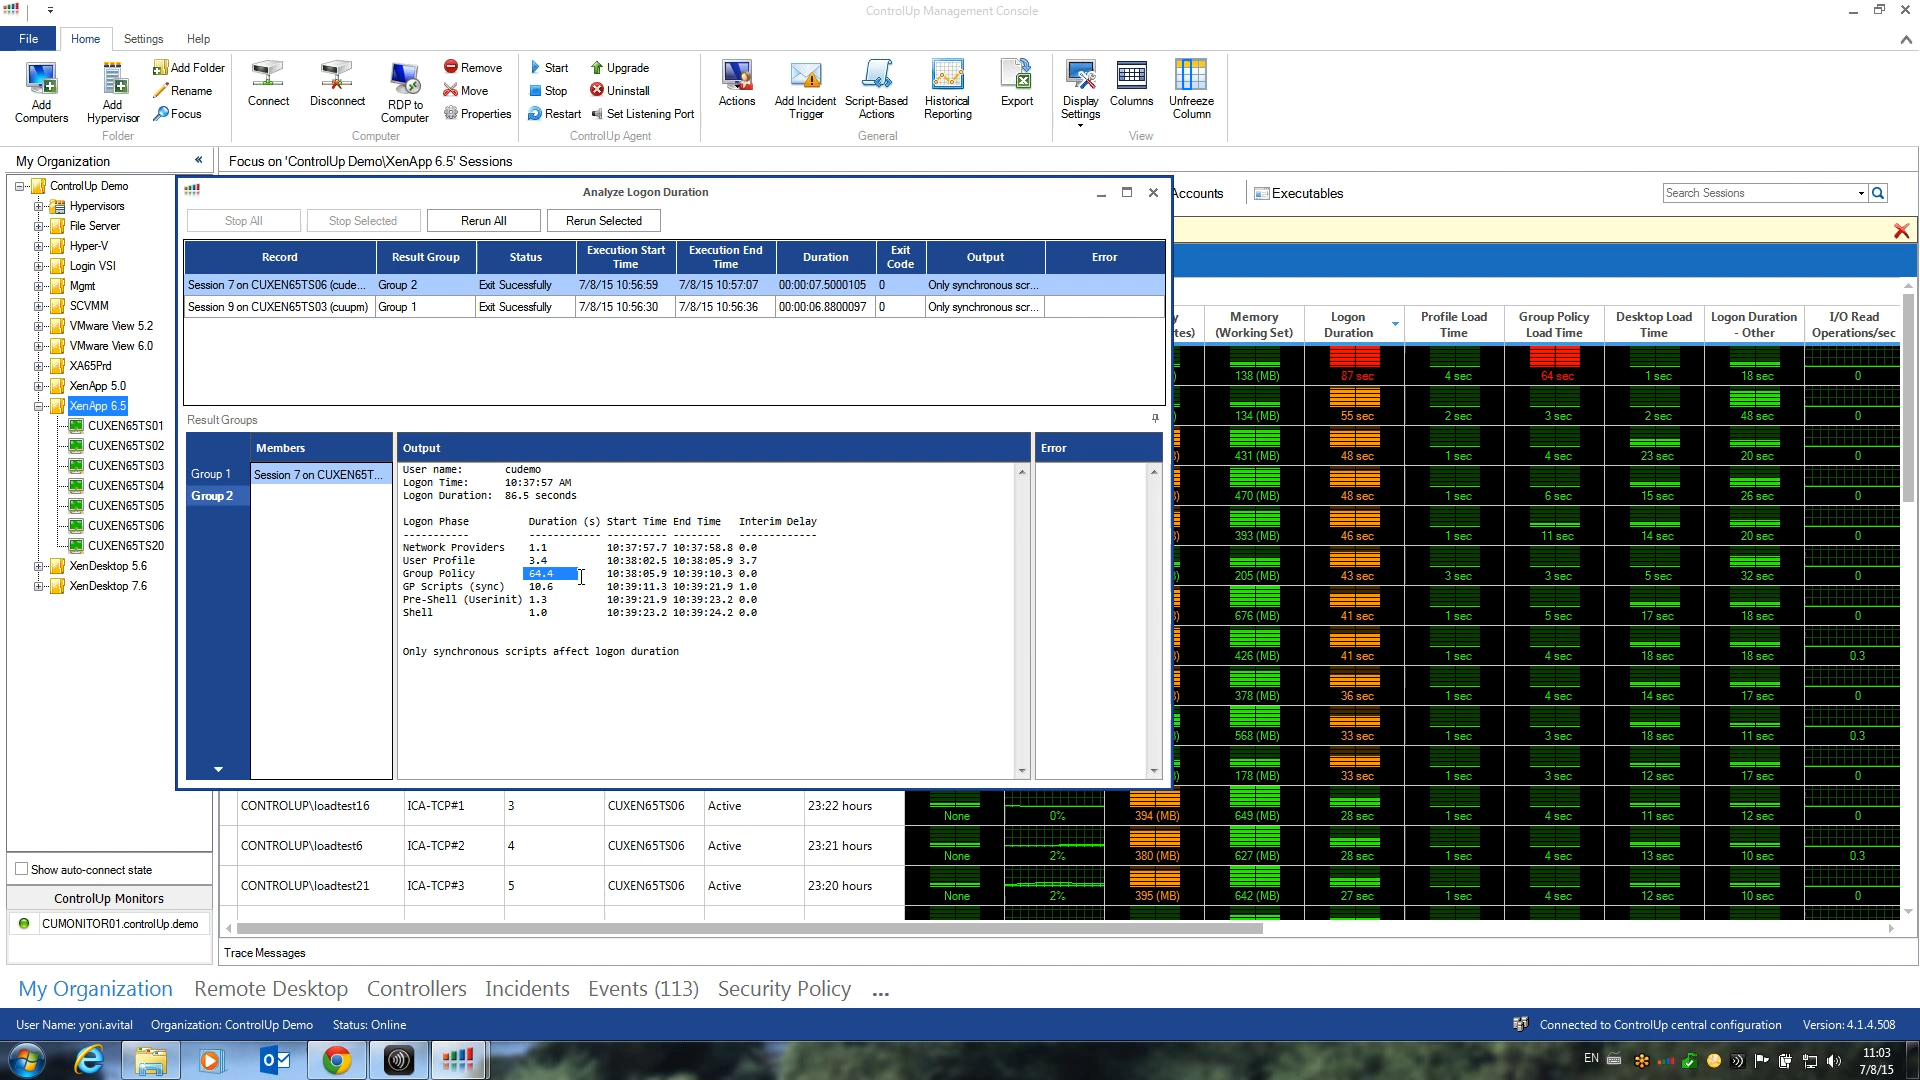 ControlUp Management Console
File Home Settings Help
Add Computers
Add Hypervisor
Add Folder
Rename
Focus
Folder
Connect
Disconnect
RDP to Computer
Remove
Move
Properties
Computer
Start
Stop
Restart
Upgrade
Uninstall
Set Listening Port
ControlUp Agent
Actions
Add Incident Trigger
Script-Based Actions
Historical Reporting
Export
General
Display Settings
Columns
Unfreeze Column
View
My Organization «
Focus on 'ControlUp Demo\XenApp 6.5' Sessions
ControlUp Demo
Hypervisors
File Server
Hyper-V
Login VSI
Mgmt
SCVMM
VMware View 5.2
VMware View 6.0
XA65Prd
XenApp 5.0
XenApp 6.5
CUXEN65TS01
CUXEN65TS02
CUXEN65TS03
CUXEN65TS04
CUXEN65TS05
CUXEN65TS06
CUXEN65TS20
XenDesktop 5.6
XenDesktop 7.6
Show auto-connect state
ControlUp Monitors
CUMONITOR01.controlUp.demo
Accounts Executables Search Sessions
Analyze Logon Duration
Stop All Stop Selected Rerun All Rerun Selected
Record Result Group Status Execution Start Time Execution End Time Duration Exit Code Output Error
Session 7 on CUXEN65TS06 (cude... Group 2 Exit Sucessfully 7/8/15 10:56:59 7/8/15 10:57:07 00:00:07.5000105 0 Only synchronous scr...
Session 9 on CUXEN65TS03 (cuupm) Group 1 Exit Sucessfully 7/8/15 10:56:30 7/8/15 10:56:36 00:00:06.8800097 0 Only synchronous scr...
Result Groups
Members Output Error
Group 1
Group 2
Session 7 on CUXEN65T...
User name: cudemo
Logon Time: 10:37:57 AM
Logon Duration: 86.5 seconds
Logon Phase Duration (s) Start Time End Time Interim Delay
----------- ------------ ---------- -------- -------------
Network Providers 1.1 10:37:57.7 10:37:58.8 0.0
User Profile 3.4 10:38:02.5 10:38:05.9 3.7
Group Policy 64.4 10:38:05.9 10:39:10.3 0.0
GP Scripts (sync) 10.6 10:39:11.3 10:39:21.9 1.0
Pre-Shell (Userinit) 1.3 10:39:21.9 10:39:23.2 0.0
Shell 1.0 10:39:23.2 10:39:24.2 0.0
Only synchronous scripts affect logon duration
Memory (Working Set) Logon Duration Profile Load Time Group Policy Load Time Desktop Load Time Logon Duration - Other I/O Read Operations/sec
138 (MB) 87 sec 4 sec 64 sec 1 sec 18 sec 0
134 (MB) 55 sec 2 sec 3 sec 2 sec 48 sec 0
431 (MB) 48 sec 1 sec 4 sec 23 sec 20 sec 0
470 (MB) 48 sec 1 sec 6 sec 15 sec 26 sec 0
393 (MB) 46 sec 1 sec 11 sec 14 sec 20 sec 0
205 (MB) 43 sec 3 sec 3 sec 5 sec 32 sec 0
676 (MB) 41 sec 1 sec 5 sec 17 sec 18 sec 0
426 (MB) 41 sec 1 sec 4 sec 18 sec 18 sec 0.3
378 (MB) 36 sec 1 sec 4 sec 14 sec 17 sec 0
568 (MB) 33 sec 1 sec 3 sec 18 sec 11 sec 0.3
178 (MB) 33 sec 1 sec 3 sec 12 sec 17 sec 0
CONTROLUP\loadtest16 ICA-TCP#1 3 CUXEN65TS06 Active 23:22 hours None 0% 394 (MB) 649 (MB) 28 sec 1 sec 4 sec 11 sec 12 sec 0
CONTROLUP\loadtest6 ICA-TCP#2 4 CUXEN65TS06 Active 23:21 hours None 2% 380 (MB) 627 (MB) 28 sec 1 sec 4 sec 13 sec 10 sec 0.3
CONTROLUP\loadtest21 ICA-TCP#3 5 CUXEN65TS06 Active 23:20 hours None 2% 395 (MB) 642 (MB) 27 sec 1 sec 4 sec 12 sec 10 sec 0
Trace Messages
My Organization Remote Desktop Controllers Incidents Events (113) Security Policy ...
User Name: yoni.avital Organization: ControlUp Demo Status: Online Connected to ControlUp central configuration Version: 4.1.4.508
EN 11:03
7/8/15